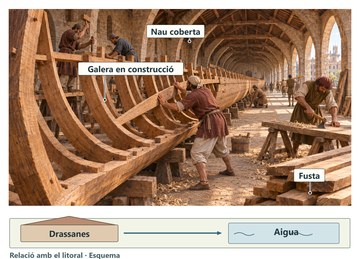 Nau coberta
Galera en construcció
Fusta
Drassanes
Aigua
Relació amb el litoral · Esquema